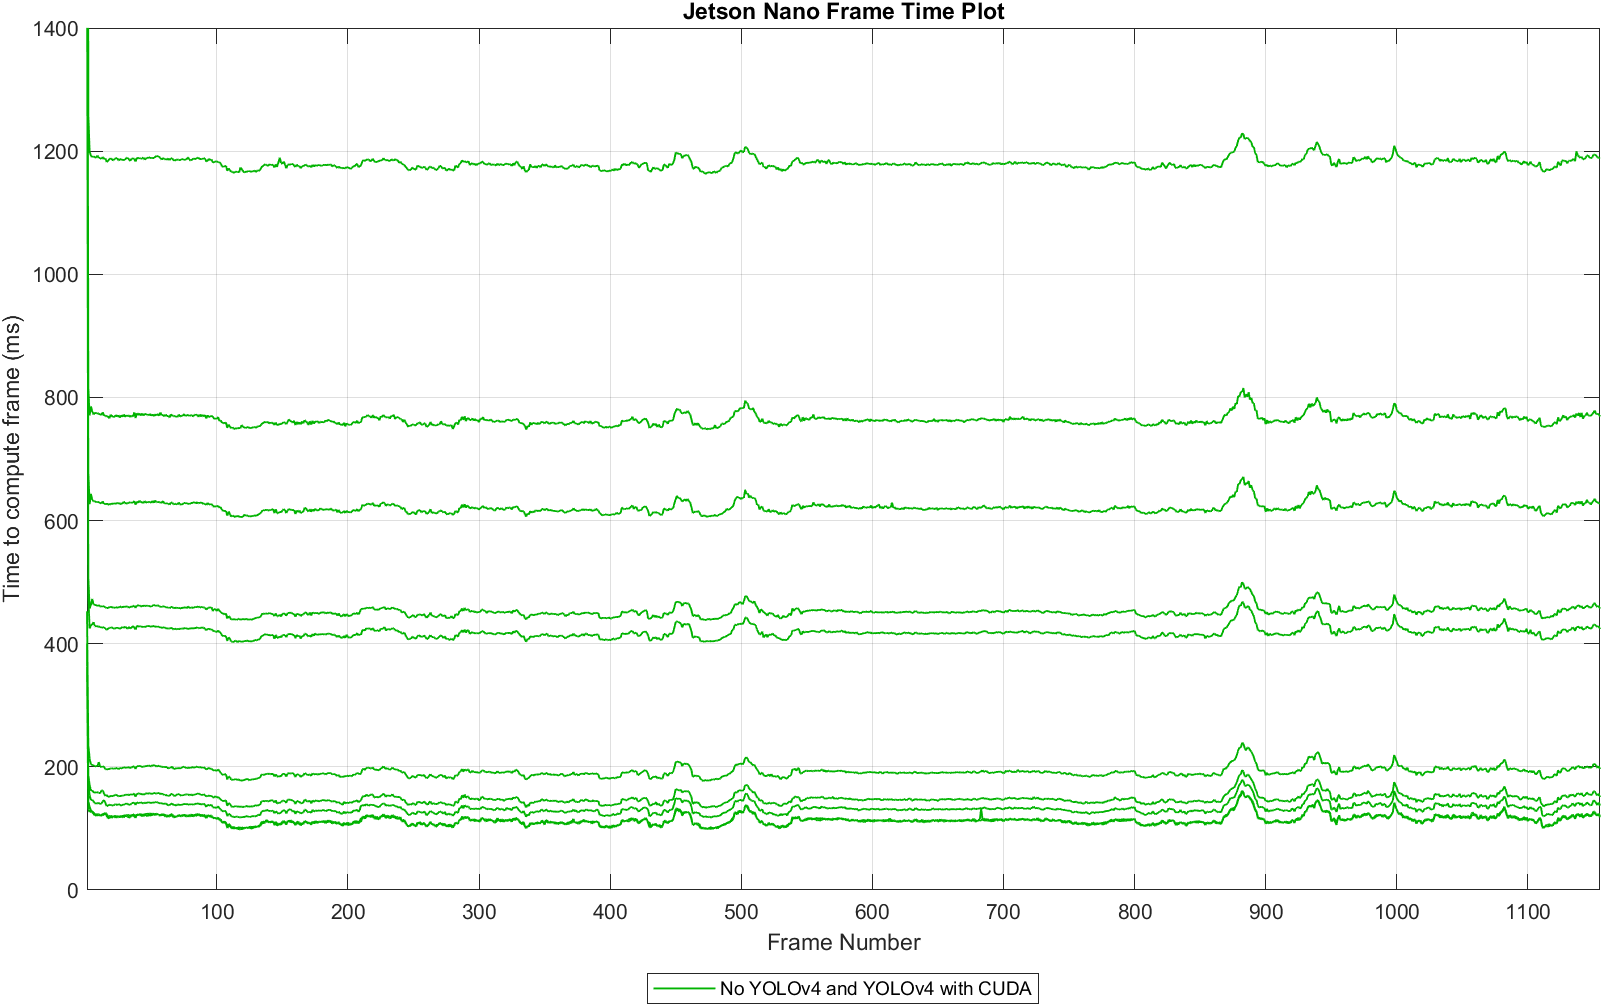 Jetson Nano Frame Time Plot
1400
1200
1000
800
600
400
200
0
Time to compute frame (ms)
100 200 300 400 500 600 700 800 900 1000 1100
Frame Number
No YOLOv4 and YOLOv4 with CUDA